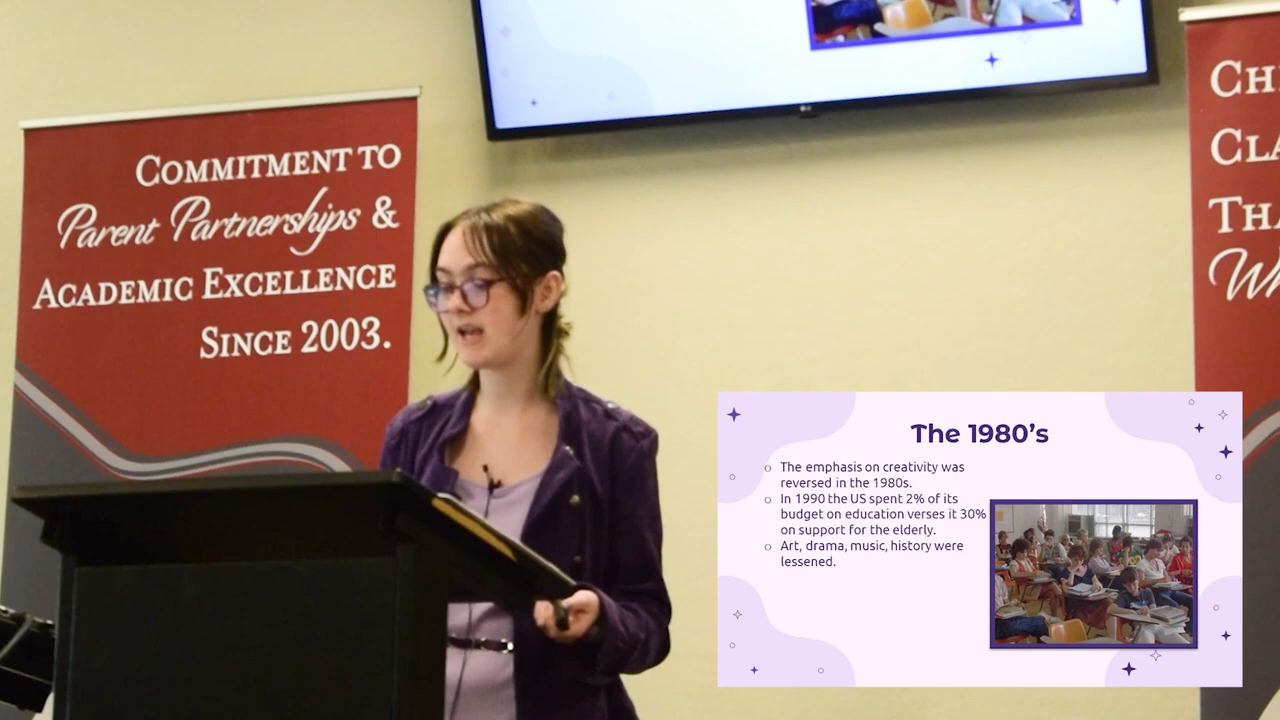 COMMITMENT TO
Parent Partnerships &
ACADEMIC EXCELLENCE
SINCE 2003.
The 1980's
○ The emphasis on creativity was
reversed in the 1980s.
○ In 1990 the US spent 2% of its
budget on education verses it 30%
on support for the elderly.
○ Art, drama, music, history were
lessened.